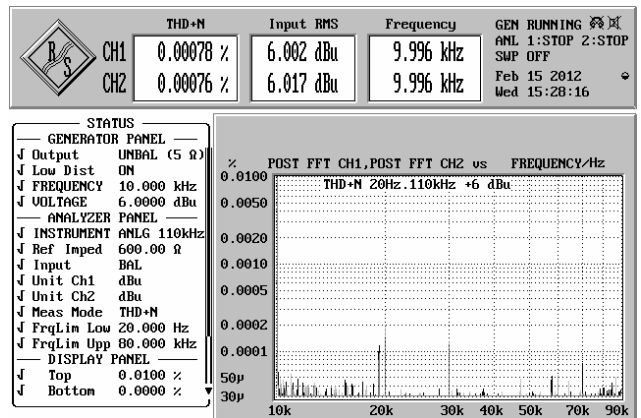 THD+N Input RMS Frequency
R S
CH1 0.00078 % 6.002 dBu 9.996 kHz
CH2 0.00076 % 6.017 dBu 9.996 kHz
GEN RUNNING
ANL 1:STOP 2:STOP
SWP OFF
Feb 15 2012
Wed 15:28:16
STATUS
GENERATOR PANEL
Output UNBAL (5 Ω)
Low Dist ON
FREQUENCY 10.000 kHz
VOLTAGE 6.0000 dBu
ANALYZER PANEL
INSTRUMENT ANLG 110kHz
Ref Imped 600.00 Ω
Input BAL
Unit Ch1 dBu
Unit Ch2 dBu
Meas Mode THD+N
FrqLim Low 20.000 Hz
FrqLim Upp 80.000 kHz
DISPLAY PANEL
Top 0.0100 %
Bottom 0.0000 %
% POST FFT CH1,POST FFT CH2 vs FREQUENCY/Hz
THD+N 20Hz.110kHz +6 dBu
0.0100
0.0050
0.0020
0.0010
0.0005
0.0002
0.0001
50µ
30µ
10k 20k 30k 40k 50k 70k 90k